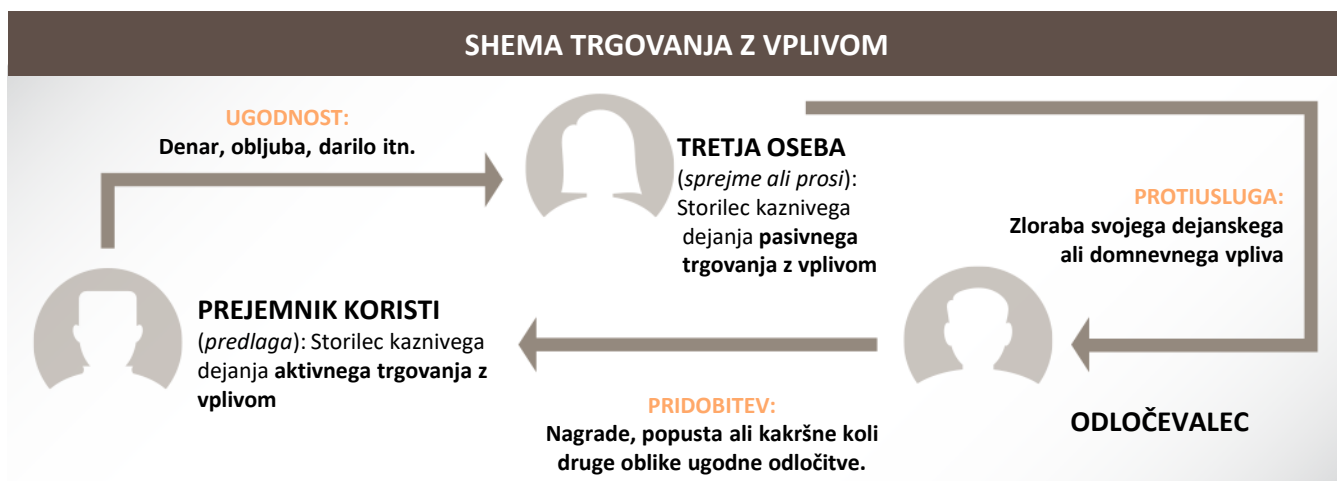 SHEMA TRGOVANJA Z VPLIVOM
UGODNOST:
Denar, obljuba, darilo itn.
TRETJA OSEBA
(sprejme ali prosi):
Storilec kaznivega
dejanja pasivnega
trgovanja z vplivom
PROTIUSLUGA:
Zloraba svojega dejanskega
ali domnevnega vpliva
PREJEMNIK KORISTI
(predlaga): Storilec kaznivega
dejanja aktivnega trgovanja z
vplivom
PRIDOBITEV:
Nagrade, popusta ali kakršne koli
druge oblike ugodne odločitve.
ODLOČEVALEC